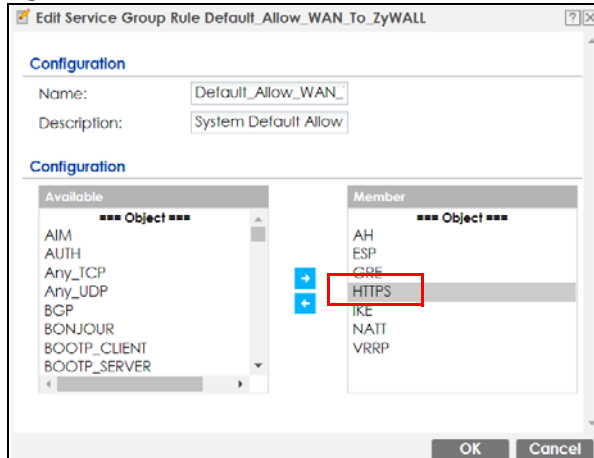 Edit Service Group Rule Default_Allow_WAN_To_ZyWALL
Configuration
Name: Default_Allow_WAN_
Description: System Default Allow
Configuration
Available
=== Object ===
AIM
AUTH
Any_TCP
Any_UDP
BGP
BONJOUR
BOOTP_CLIENT
BOOTP_SERVER
Member
=== Object ===
AH
ESP
GRE
HTTPS
IKE
NATT
VRRP
OK Cancel